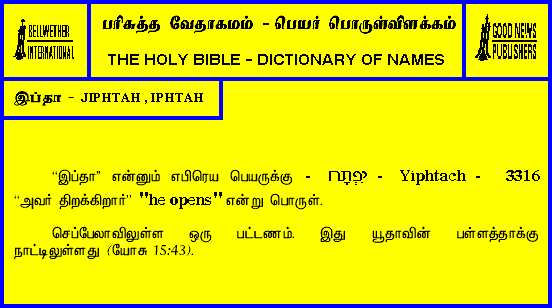 BELLWETHER
INTERNATIONAL
பரிசுத்த வேதாகமம் - பெயர் பொருள்விளக்கம்
THE HOLY BIBLE - DICTIONARY OF NAMES
GOOD NEWS
PUBLISHERS
இப்தா - JIPHTAH , IPHTAH
“இப்தா” என்னும் எபிரெய பெயருக்கு - - Yiphtach - 3316
“அவர் திறக்கிறார்” "he opens" என்று பொருள்.
செப்பேலாவிலுள்ள ஒரு பட்டணம். இது யூதாவின் பள்ளத்தாக்கு
நாட்டிலுள்ளது (யோசு 15:43).